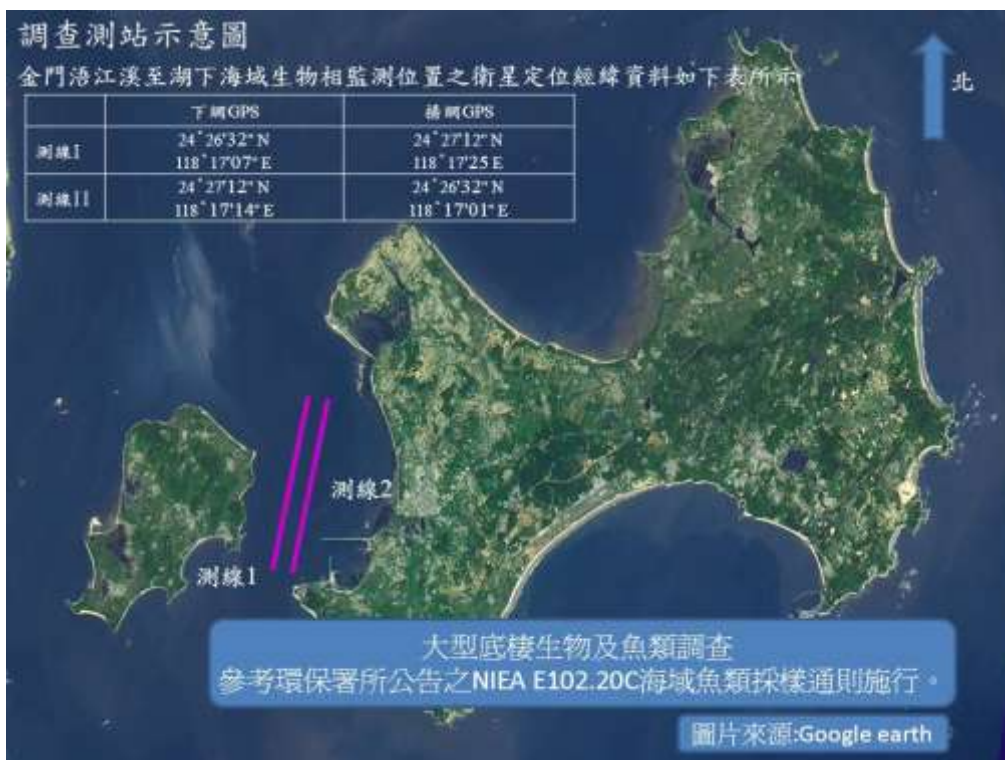 調查測站示意圖
金門浯江溪至湖下海域生物相監測位置之衛星定位經緯資料如下表所示
北
下網GPS 揚網GPS
測線I 24°26'32" N 24°27'12" N
118°17'07" E 118°17'25 E
測線II 24°27'12" N 24°26'32" N
118°17'14" E 118°17'01" E
測線2
測線1
大型底棲生物及魚類調查
參考環保署所公告之NIEA E102.20C海域魚類採樣通則施行。
圖片來源:Google earth